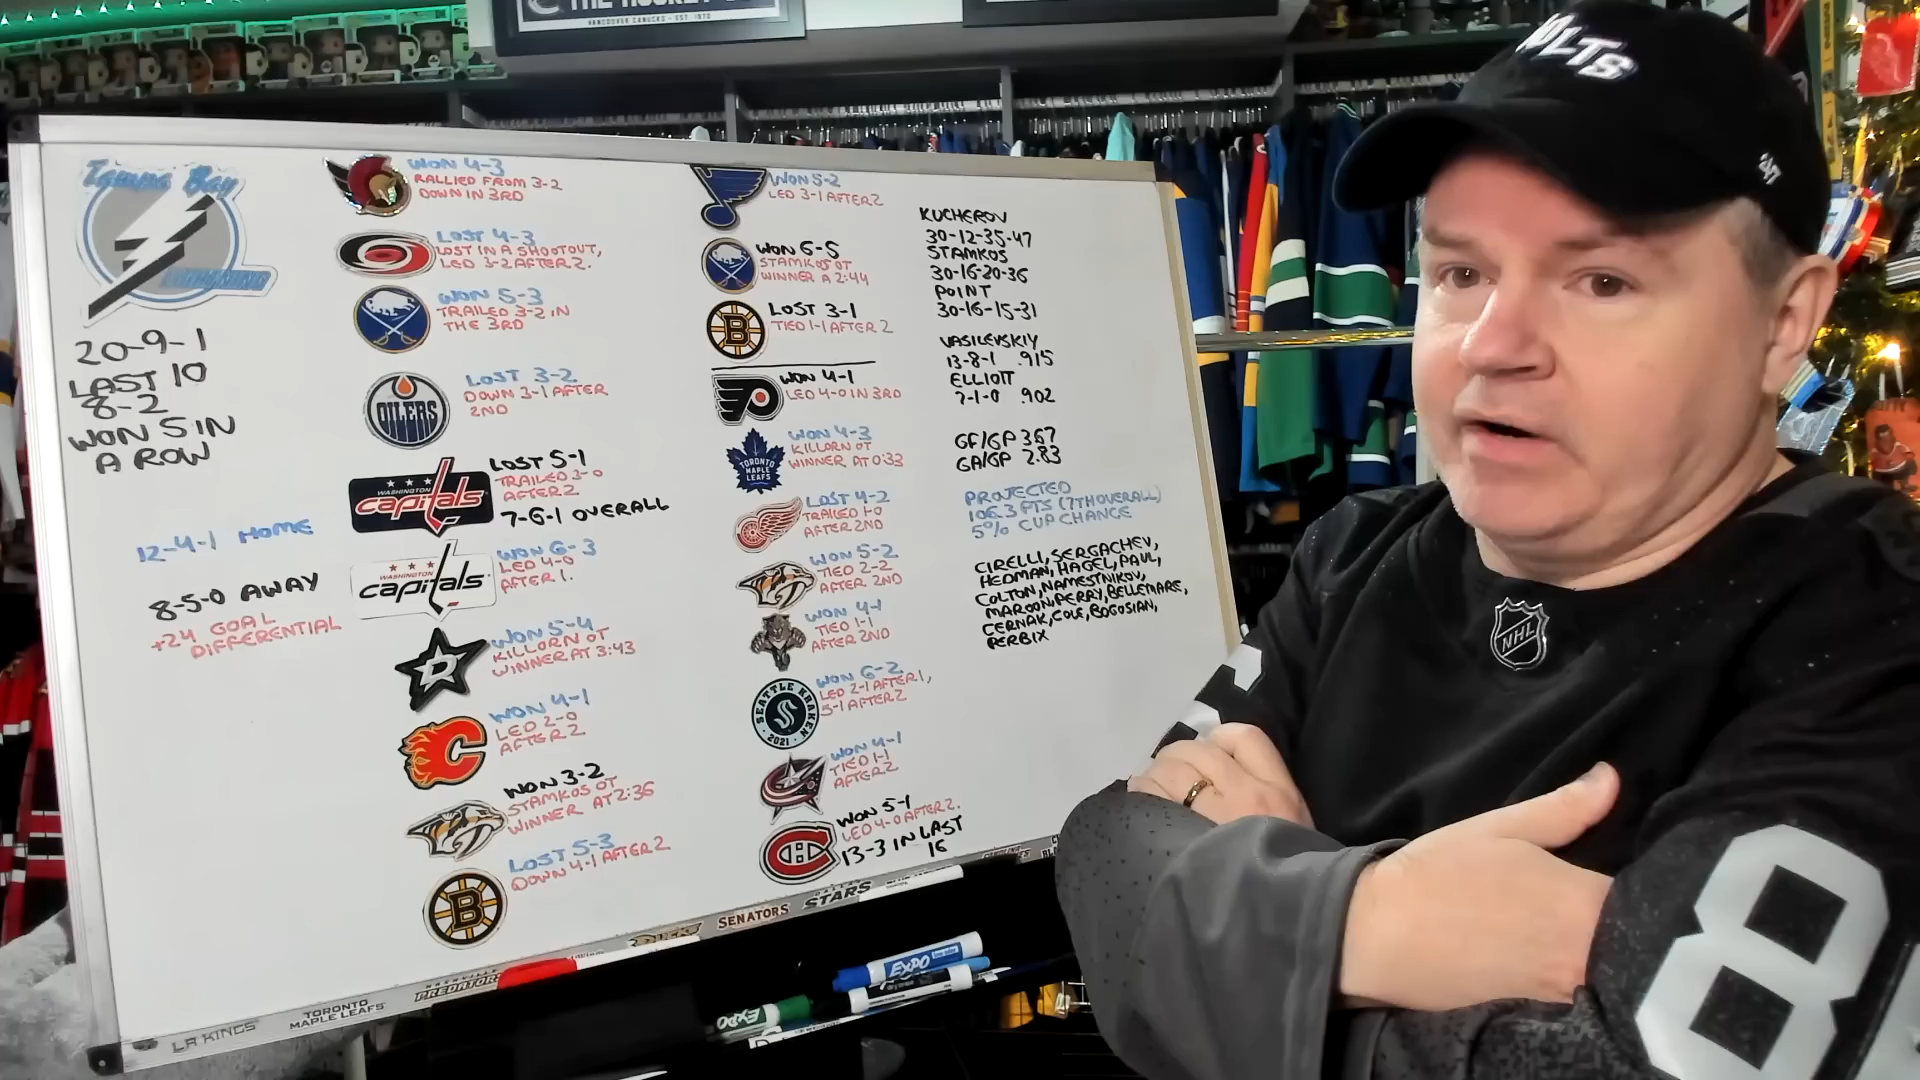 VANCOUVER CANUCKS - EST. 1970
Tampa Bay
LIGHTNING
20-9-1
LAST 10
8-2
WON 5 IN
A ROW
12-4-1 HOME
8-5-0 AWAY
+24 GOAL
DIFFERENTIAL
WON 4-3
RALLIED FROM 3-2
DOWN IN 3RD
LOST 4-3
LOST IN A SHOOTOUT,
LED 3-2 AFTER 2.
WON 5-3
TRAILED 3-2 IN
THE 3RD
OILERS
LOST 3-2
DOWN 3-1 AFTER
2ND
WASHINGTON
capitals
LOST 5-1
TRAILED 3-0
AFTER 2
7-6-1 OVERALL
WASHINGTON
capitals
WON 6-3
LED 4-0
AFTER 1.
D
WON 5-4
KILLORN OT
WINNER AT 3:43
C
WON 4-1
LED 2-0
AFTER 2
WON 3-2
STAMKOS OT
WINNER AT 2:36
B
LOST 5-3
DOWN 4-1 AFTER 2
WON 5-2
LED 3-1 AFTER 2
WON 6-5
STAMKOS OT
WINNER A 2:44
B
LOST 3-1
TIED 1-1 AFTER 2
WON 4-1
LED 4-0 IN 3RD
TORONTO
MAPLE
LEAFS
WON 4-3
KILLORN OT
WINNER AT 0:33
LOST 4-2
TRAILED 1-0
AFTER 2ND
WON 5-2
TIED 2-2
AFTER 2ND
WON 4-1
TIED 1-1
AFTER 2ND
SEATTLE KRAKEN
2021
WON 6-2
LED 2-1 AFTER 1,
5-1 AFTER 2
WON 4-1
TIED 1-1
AFTER 2
WON 5-1
LED 4-0 AFTER 2.
13-3 IN LAST
16
KUCHEROV
30-12-35-47
STAMKOS
30-16-20-36
POINT
30-16-15-31
VASILEVSKIY
13-8-1 .915
ELLIOTT
7-1-0 .902
GF/GP 3.67
GA/GP 2.83
PROJECTED
106.3 PTS (7TH OVERALL)
5% CUP CHANGE
CIRELLI, SERGACHEV,
HEDMAN, HAGEL, PAUL,
COLTON, NAMESTNIKOV,
MAROON, PERRY, BELLEMARE,
CERNAK, COLE, BOGOSIAN,
PERBIX
LA KINGS
TORONTO
MAPLE LEAFS
NASHVILLE
PREDATORS
DUCKS
SENATORS
DALLAS
STARS
EXPO
EXPO
OLTS
47
NHL
8